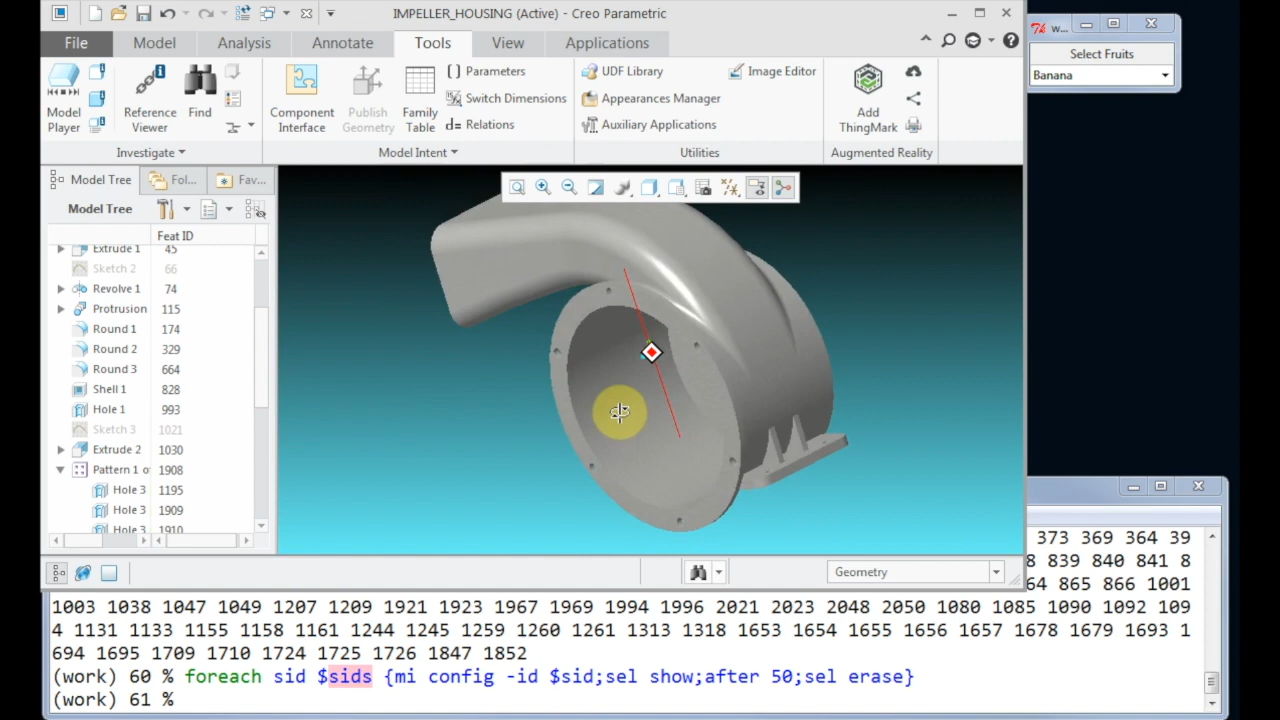 IMPELLER_HOUSING (Active) - Creo Parametric
File Model Analysis Annotate Tools View Applications
Model Player
Reference Viewer
Find
Investigate
Component Interface
Publish Geometry
Family Table
[ ] Parameters
Switch Dimensions
d= Relations
Model Intent
UDF Library
Appearances Manager
Auxiliary Applications
Image Editor
Utilities
Add ThingMark
Augmented Reality
w...
Select Fruits
Banana
Model Tree Fol... Fav...
Model Tree
Feat ID
Extrude 1 45
Sketch 2 66
Revolve 1 74
Protrusion 115
Round 1 174
Round 2 329
Round 3 664
Shell 1 828
Hole 1 993
Sketch 3 1021
Extrude 2 1030
Pattern 1 o 1908
Hole 3 1195
Hole 3 1909
Hole 3 1910
Geometry
373 369 364 39
8 839 840 841 8
64 865 866 1001
1003 1038 1047 1049 1207 1209 1921 1923 1967 1969 1994 1996 2021 2023 2048 2050 1080 1085 1090 1092 109
4 1131 1133 1155 1158 1161 1244 1245 1259 1260 1261 1313 1318 1653 1654 1655 1656 1657 1678 1679 1693 1
694 1695 1709 1710 1724 1725 1726 1847 1852
(work) 60 % foreach sid $sids {mi config -id $sid;sel show;after 50;sel erase}
(work) 61 %